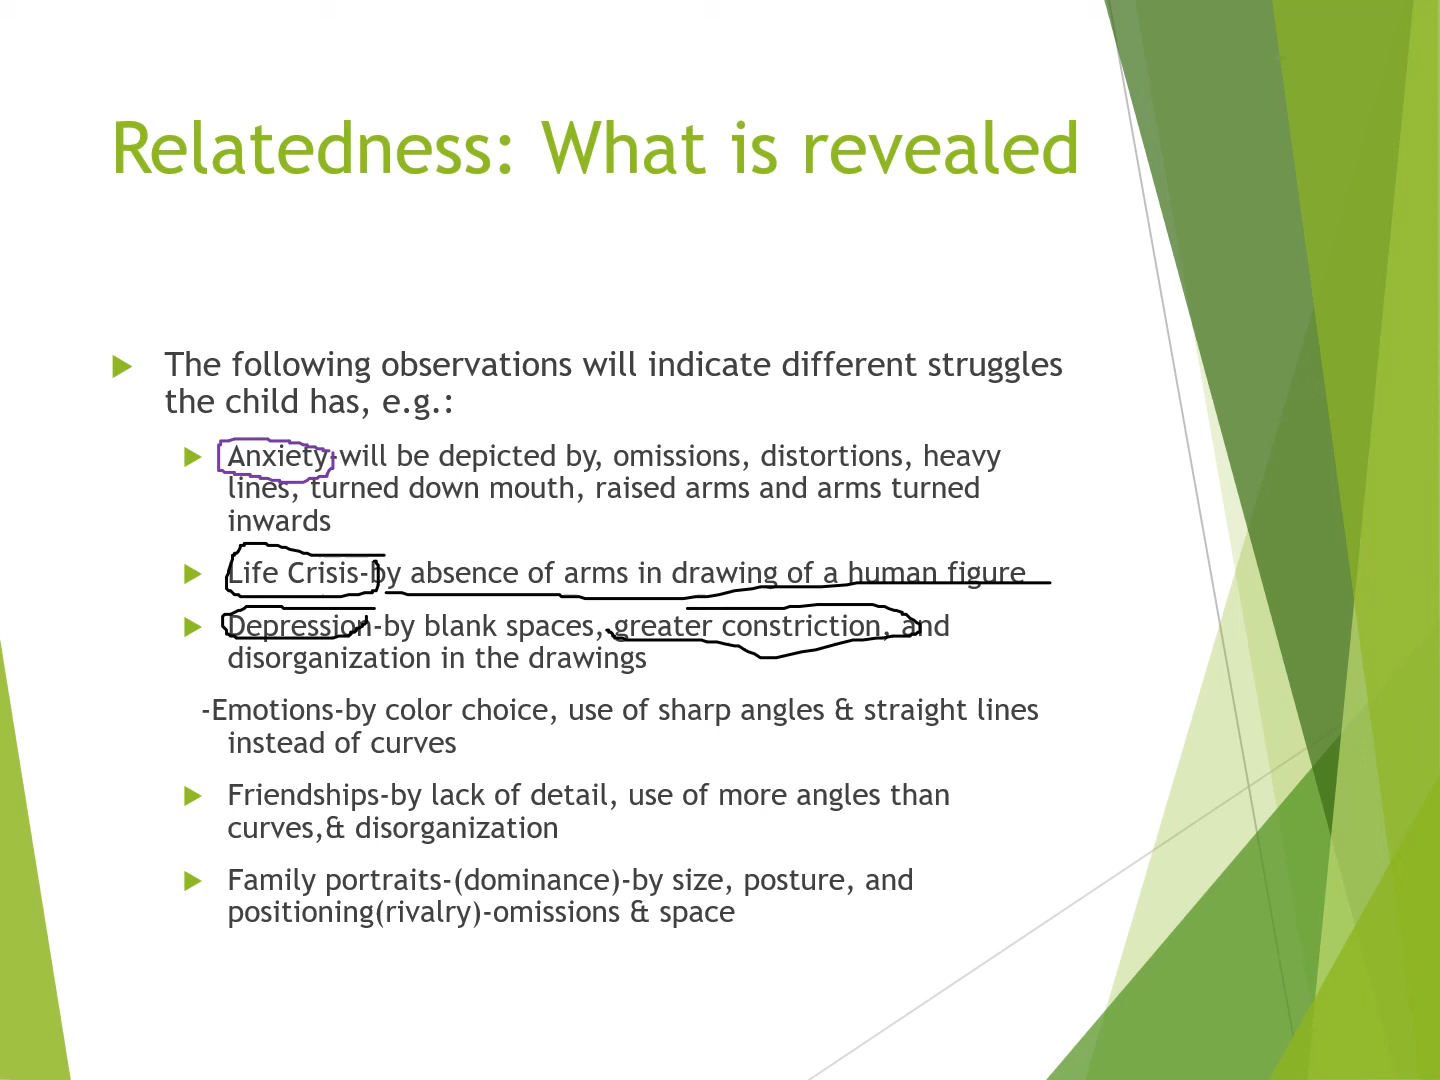 Relatedness: What is revealed
The following observations will indicate different struggles
the child has, e.g.:
Anxiety-will be depicted by, omissions, distortions, heavy
lines, turned down mouth, raised arms and arms turned
inwards
Life Crisis-by absence of arms in drawing of a human figure
Depression-by blank spaces, greater constriction, and
disorganization in the drawings
-Emotions-by color choice, use of sharp angles & straight lines
instead of curves
Friendships-by lack of detail, use of more angles than
curves,& disorganization
Family portraits-(dominance)-by size, posture, and
positioning(rivalry)-omissions & space